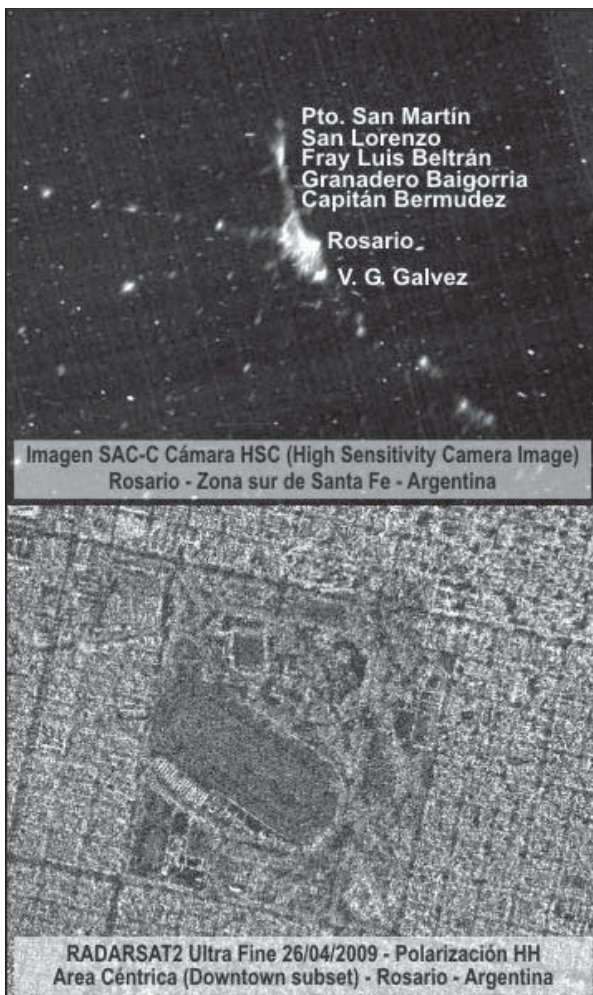 Pto. San Martín
San Lorenzo
Fray Luis Beltrán
Granadero Baigorria
Capitán Bermudez
Rosario
V. G. Galvez
Imagen SAC-C Cámara HSC (High Sensitivity Camera Image)
Rosario - Zona sur de Santa Fe - Argentina
RADARSAT2 Ultra Fine 26/04/2009 - Polarización HH
Area Céntrica (Downtown subset) - Rosario - Argentina